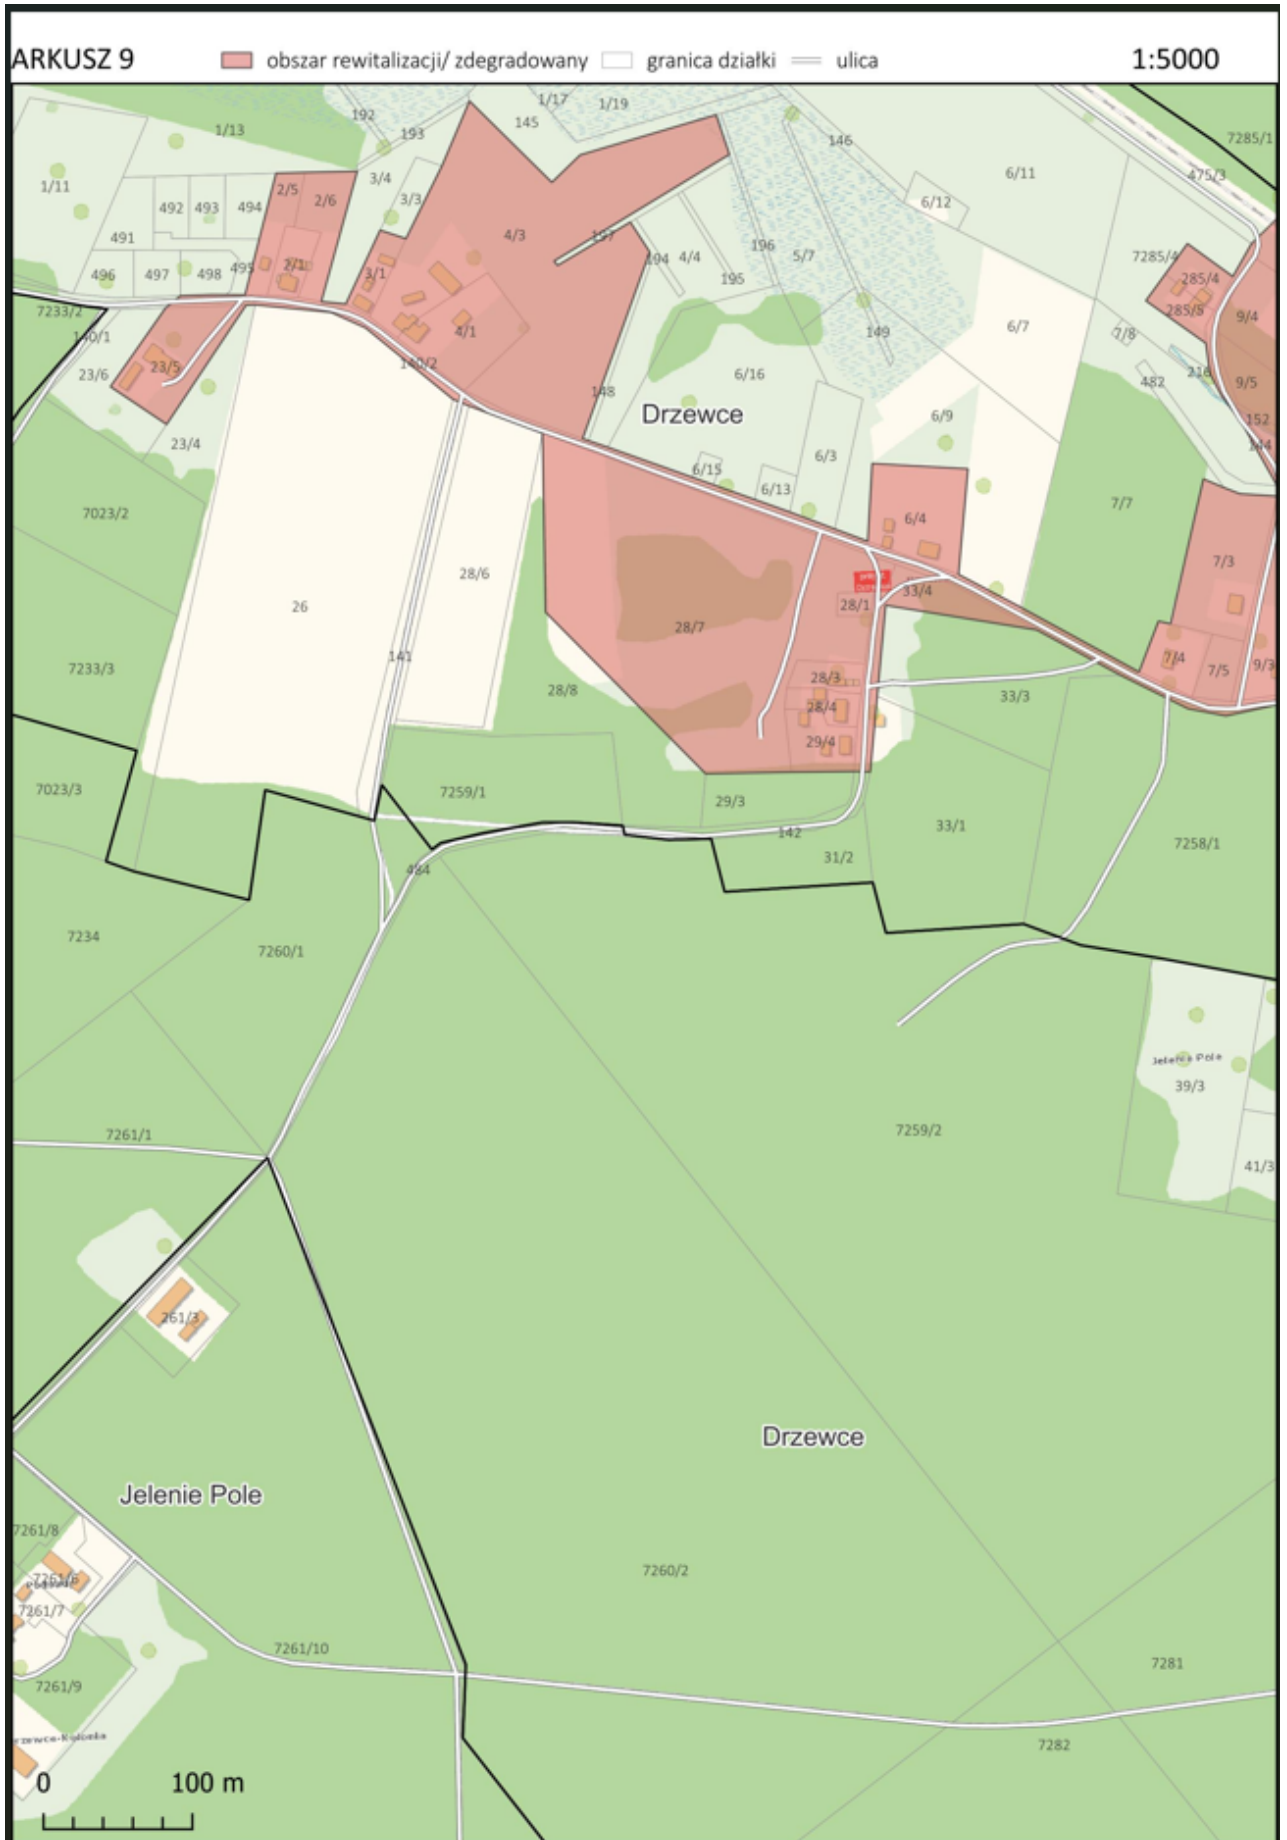 ARKUSZ 9 obszar rewitalizacji/ zdegradowany granica działki ulica 1:5000
1/17 1/19
192 145
1/13 193 146 7285/1
3/4 6/11 475/3
1/11 2/5 2/6 3/3 6/12
492 493 494
491 4/3 197 196 5/7
194 4/4 195 7285/4
496 497 498 495 2/1 3/1 285/4
7233/2 285/5 9/4
140/1 4/1 149 6/7 7/8
23/6 23/5 140/2 6/16 216
148 482 9/5
Drzewce
23/4 6/9 152
6/3 144
6/15
6/13
7023/2 7/7
6/4
28/6 7/3
33/4
26 28/1
28/7
141 7/4
7233/3 28/3 7/5 9/3
28/8 33/3
28/4
29/4
7023/3 7259/1
29/3
142 33/1
31/2 7258/1
484
7234
7260/1
Jelenie Pole
39/3
7261/1 7259/2
41/3
261/3
Drzewce
Jelenie Pole
7261/8
7260/2
7261/6
7261/7
7261/10
7281
7261/9
7282
0 100 m